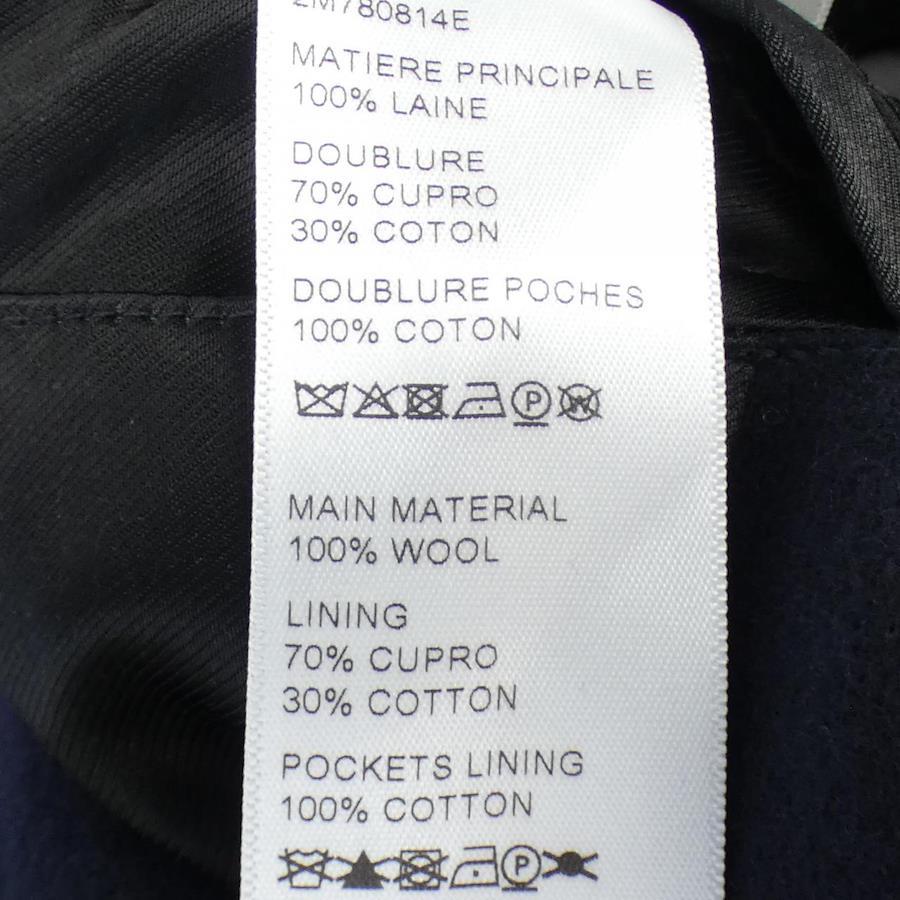 2M780814E
MATIERE PRINCIPALE
100% LAINE
DOUBLURE
70% CUPRO
30% COTON
DOUBLURE POCHES
100% COTON
P W
MAIN MATERIAL
100% WOOL
LINING
70% CUPRO
30% COTTON
POCKETS LINING
100% COTTON
P